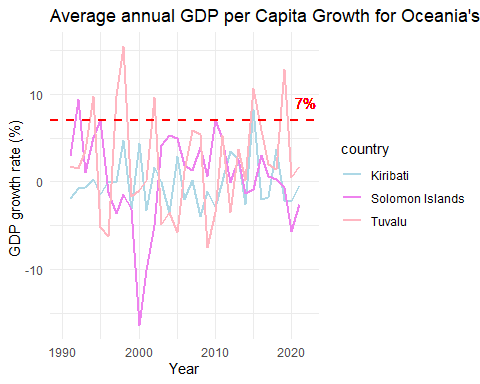 Average annual GDP per Capita Growth for Oceania's
GDP growth rate (%)
10
0
-10
7%
1990
2000
2010
2020
Year
country
Kiribati
Solomon Islands
Tuvalu